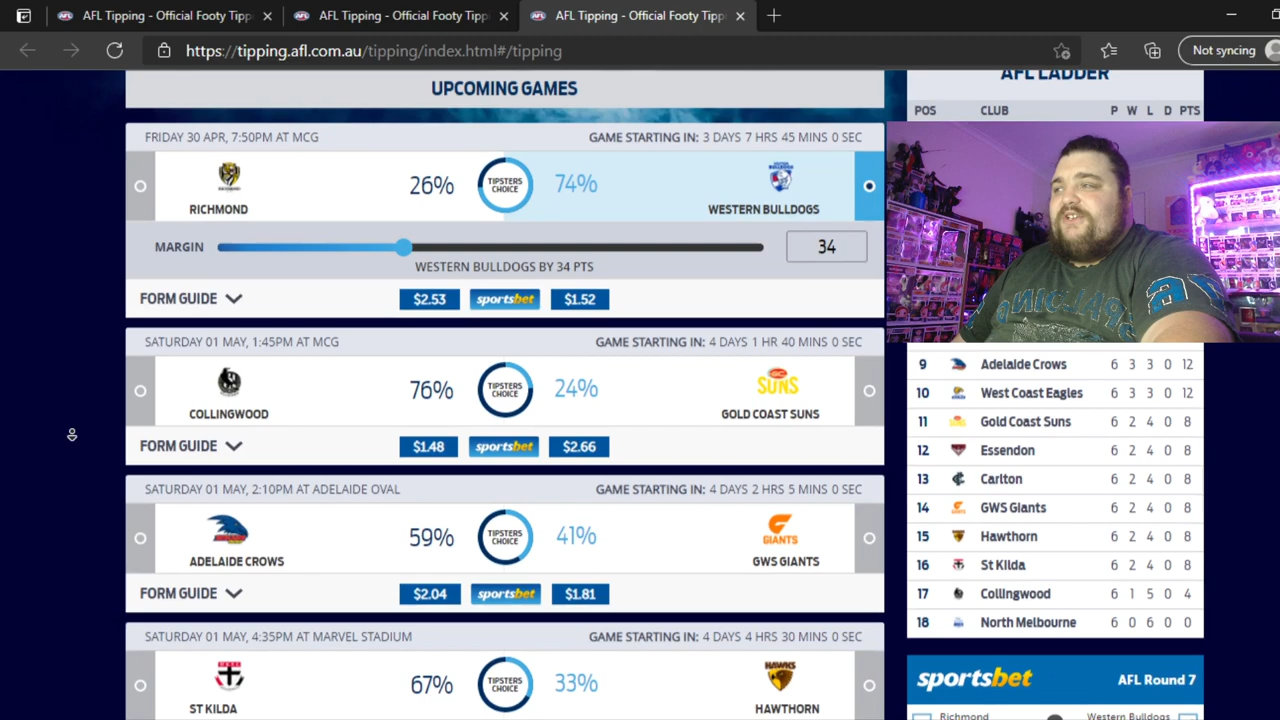 AFL Tipping - Official Footy Tipp
AFL Tipping - Official Footy Tipp
AFL Tipping - Official Footy Tipp
https://tipping.afl.com.au/tipping/index.html#/tipping
Not syncing
UPCOMING GAMES
FRIDAY 30 APR, 7:50PM AT MCG
GAME STARTING IN: 3 DAYS 7 HRS 45 MINS 0 SEC
RICHMOND
26%
TIPSTERS CHOICE
74%
WESTERN BULLDOGS
MARGIN
34
WESTERN BULLDOGS BY 34 PTS
FORM GUIDE
$2.53 sportsbet $1.52
SATURDAY 01 MAY, 1:45PM AT MCG
GAME STARTING IN: 4 DAYS 1 HR 40 MINS 0 SEC
COLLINGWOOD
76%
TIPSTERS CHOICE
24%
SUNS
GOLD COAST SUNS
FORM GUIDE
$1.48 sportsbet $2.66
SATURDAY 01 MAY, 2:10PM AT ADELAIDE OVAL
GAME STARTING IN: 4 DAYS 2 HRS 5 MINS 0 SEC
ADELAIDE CROWS
59%
TIPSTERS CHOICE
41%
GIANTS
GWS GIANTS
FORM GUIDE
$2.04 sportsbet $1.81
SATURDAY 01 MAY, 4:35PM AT MARVEL STADIUM
GAME STARTING IN: 4 DAYS 4 HRS 30 MINS 0 SEC
ST KILDA
67%
TIPSTERS CHOICE
33%
HAWKS
HAWTHORN
AFL LADDER
POS CLUB P W L D PTS
9 Adelaide Crows 6 3 3 0 12
10 West Coast Eagles 6 3 3 0 12
11 Gold Coast Suns 6 2 4 0 8
12 Essendon 6 2 4 0 8
13 Carlton 6 2 4 0 8
14 GWS Giants 6 2 4 0 8
15 Hawthorn 6 2 4 0 8
16 St Kilda 6 2 4 0 8
17 Collingwood 6 1 5 0 4
18 North Melbourne 6 0 6 0 0
sportsbet AFL Round 7
Richmond Western Bulldogs